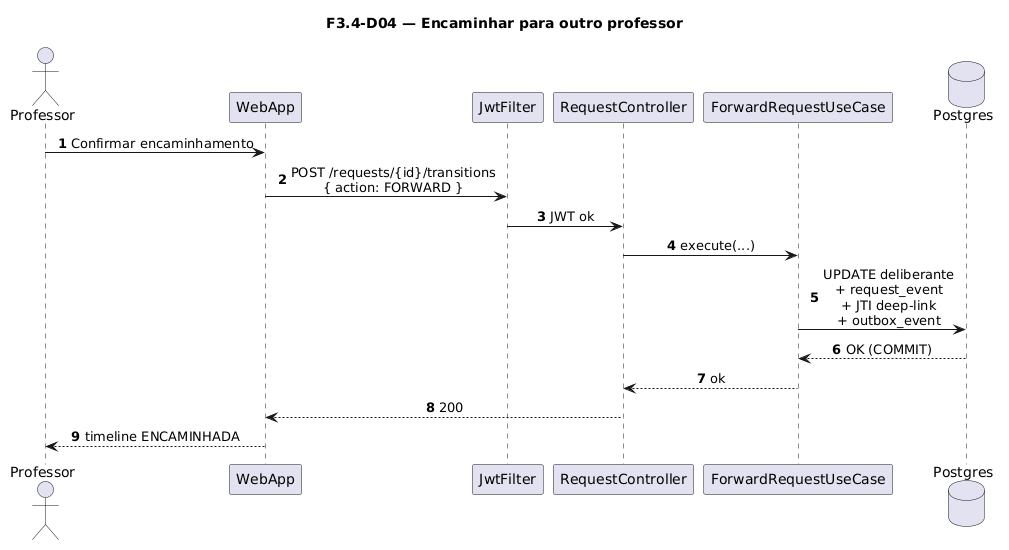 F3.4-D04 — Encaminhar para outro professor
Professor
WebApp
JwtFilter
RequestController
ForwardRequestUseCase
Postgres
1 Confirmar encaminhamento
2 POST /requests/{id}/transitions
{ action: FORWARD }
3 JWT ok
4 execute(...)
5 UPDATE deliberante
+ request_event
+ JTI deep-link
+ outbox_event
6 OK (COMMIT)
7 ok
8 200
9 timeline ENCAMINHADA
Professor
WebApp
JwtFilter
RequestController
ForwardRequestUseCase
Postgres